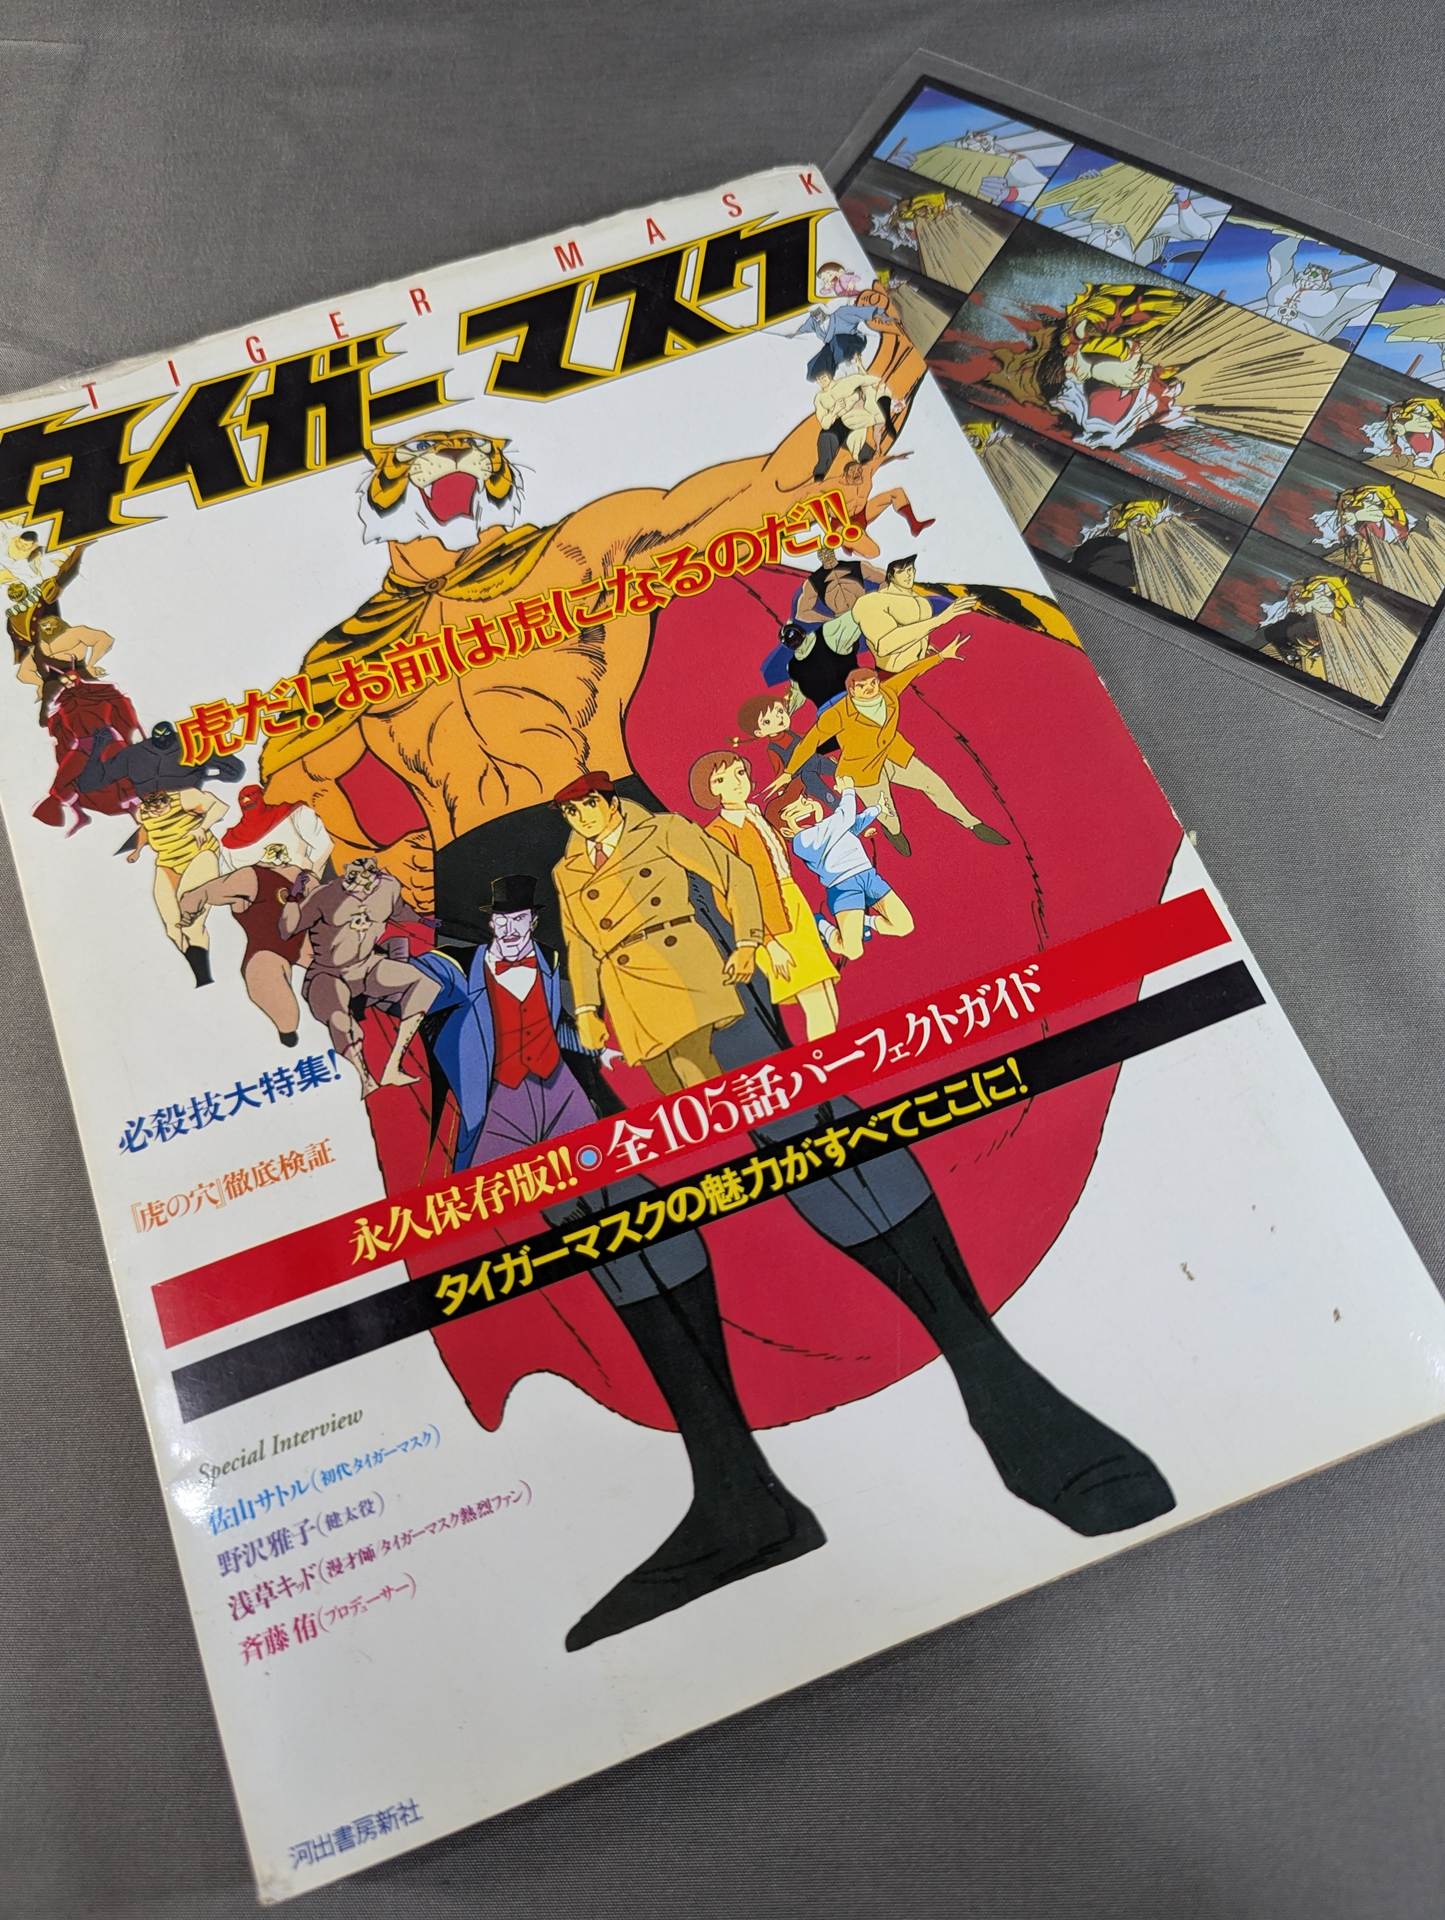 TIGER MASK
タイガーマスク
虎だ!お前は虎になるのだ!!
必殺技大特集!
『虎の穴』徹底検証
永久保存版!!●全105話パーフェクトガイド
タイガーマスクの魅力がすべてここに!
Special Interview
佐山サトル(初代タイガーマスク)
野沢雅子(健太役)
浅草キッド(漫才師/タイガーマスク熱烈ファン)
斉藤 侑(プロデューサー)
河出書房新社